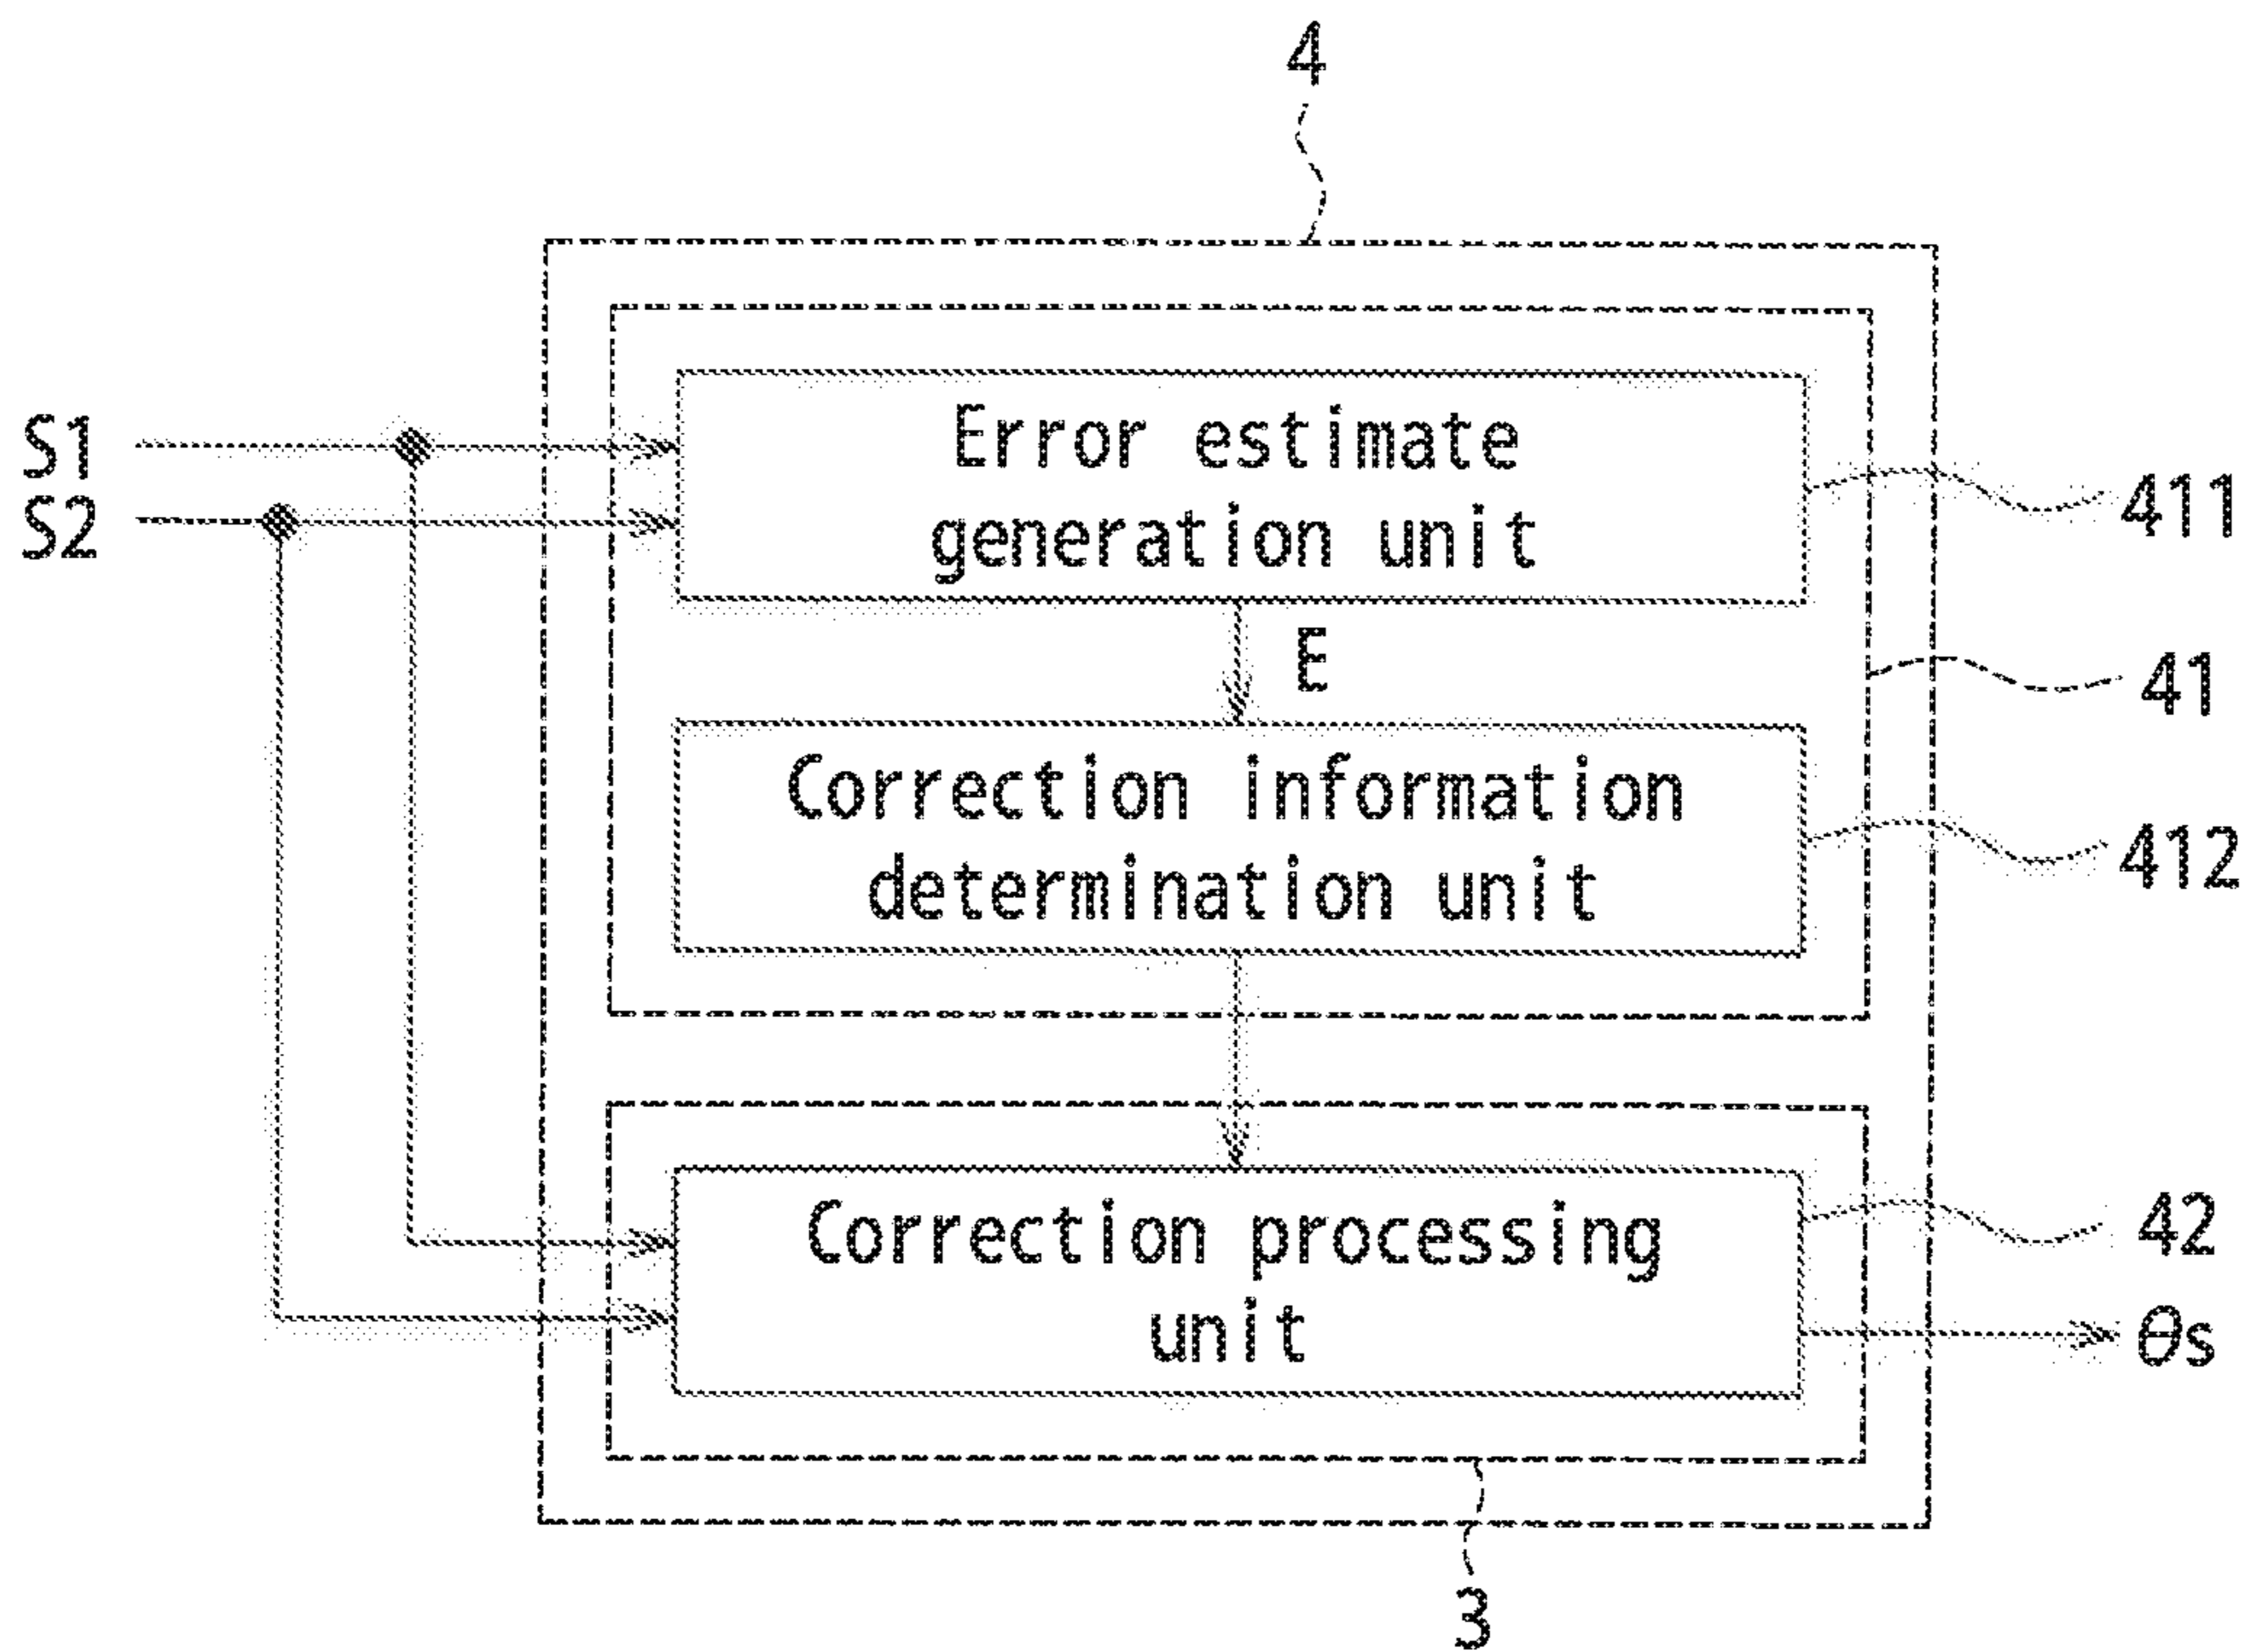 4
S1
S2
Error estimate
generation unit
411
E
41
Correction information
determination unit
412
Correction processing
unit
42
θs
3